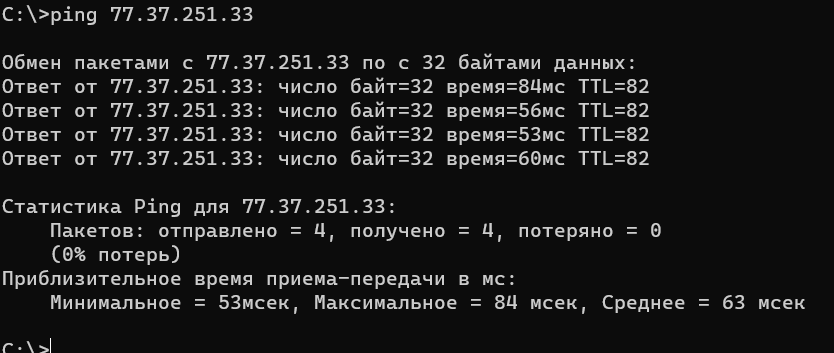 C:\>ping 77.37.251.33
Обмен пакетами с 77.37.251.33 по с 32 байтами данных:
Ответ от 77.37.251.33: число байт=32 время=84мс TTL=82
Ответ от 77.37.251.33: число байт=32 время=56мс TTL=82
Ответ от 77.37.251.33: число байт=32 время=53мс TTL=82
Ответ от 77.37.251.33: число байт=32 время=60мс TTL=82
Статистика Ping для 77.37.251.33:
Пакетов: отправлено = 4, получено = 4, потеряно = 0
(0% потерь)
Приблизительное время приема-передачи в мс:
Минимальное = 53мсек, Максимальное = 84 мсек, Среднее = 63 мсек
C:\>